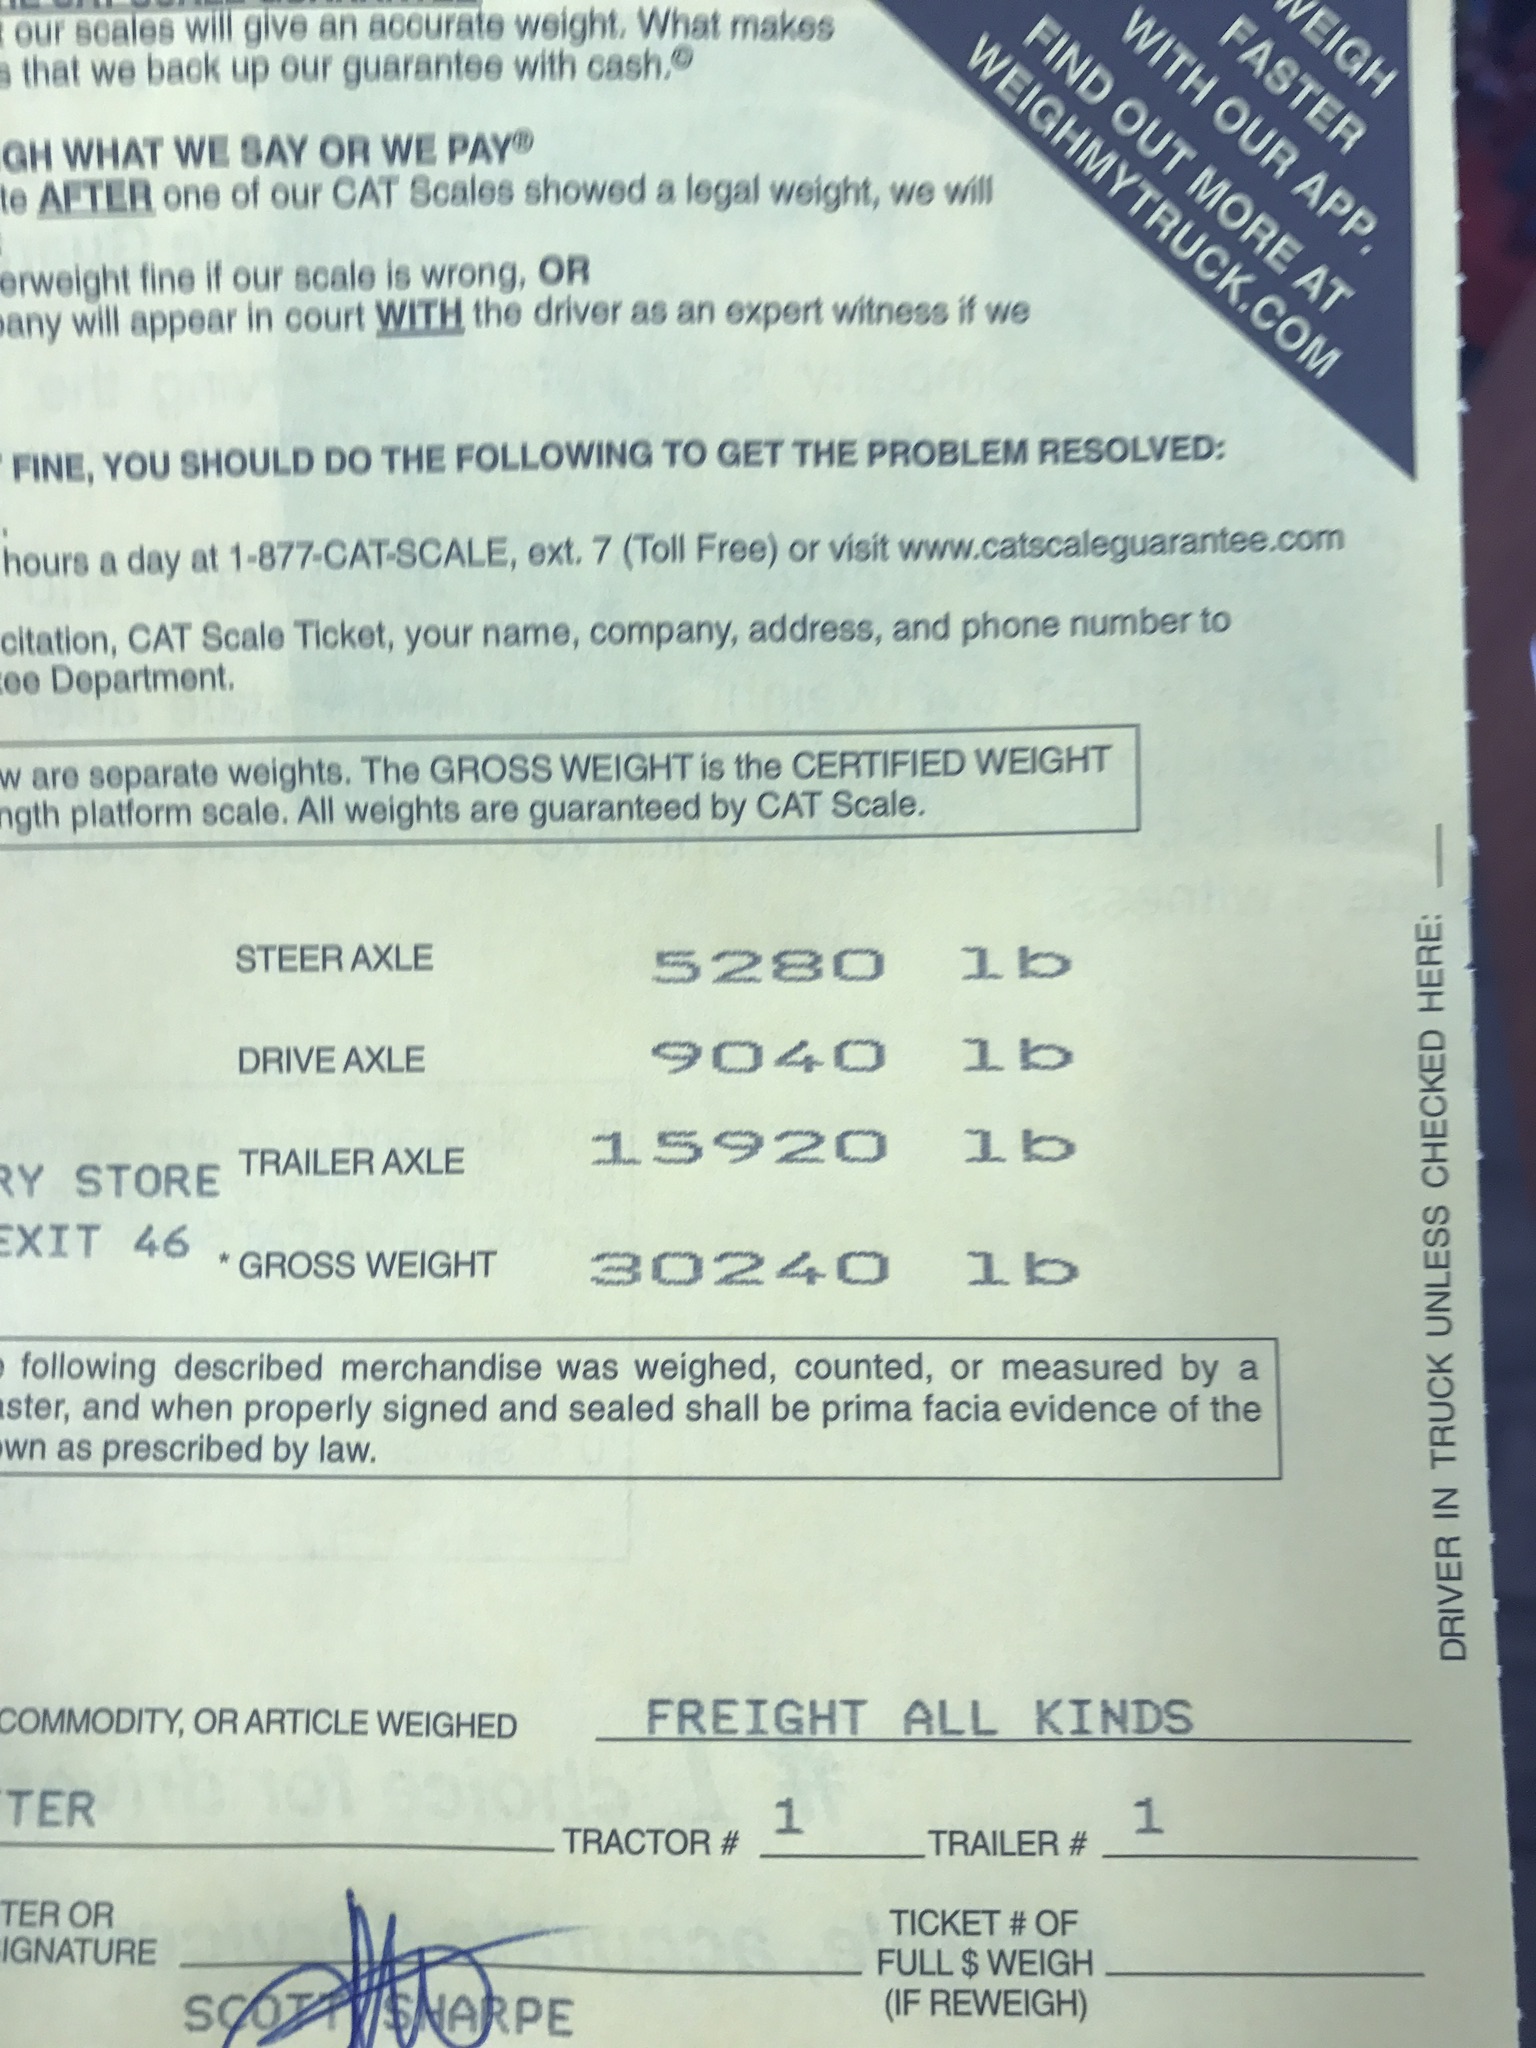 our scales will give an accurate weight. What makes
that we back up our guarantee with cash.©
WEIGH
FASTER
WITH OUR APP.
FIND OUT MORE AT
WEIGHMYTRUCK.COM
GH WHAT WE SAY OR WE PAY®
te AFTER one of our CAT Scales showed a legal weight, we will
erweight fine if our scale is wrong, OR
any will appear in court WITH the driver as an expert witness if we
FINE, YOU SHOULD DO THE FOLLOWING TO GET THE PROBLEM RESOLVED:
hours a day at 1-877-CAT-SCALE, ext. 7 (Toll Free) or visit www.catscaleguarantee.com
citation, CAT Scale Ticket, your name, company, address, and phone number to
ee Department.
w are separate weights. The GROSS WEIGHT is the CERTIFIED WEIGHT
ngth platform scale. All weights are guaranteed by CAT Scale.
STEER AXLE 5280 lb
DRIVE AXLE 9040 lb
TRAILER AXLE 15920 lb
RY STORE
EXIT 46
* GROSS WEIGHT 30240 lb
DRIVER IN TRUCK UNLESS CHECKED HERE: ___
following described merchandise was weighed, counted, or measured by a
aster, and when properly signed and sealed shall be prima facia evidence of the
own as prescribed by law.
COMMODITY, OR ARTICLE WEIGHED FREIGHT ALL KINDS
TER TRACTOR # 1 TRAILER # 1
TER OR
IGNATURE
SCOTT SHARPE
TICKET # OF
FULL $ WEIGH
(IF REWEIGH)